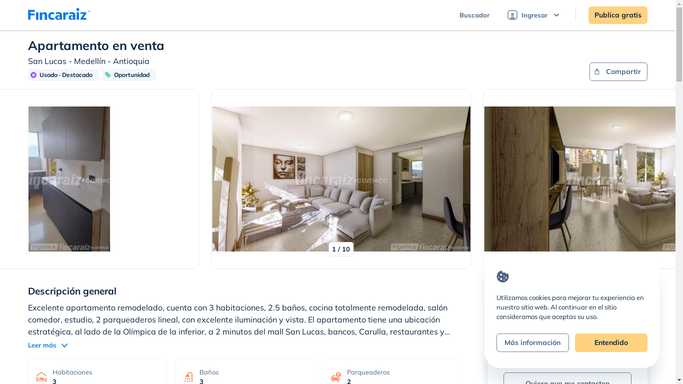 Fincaraiz
Buscador
Ingresar
Publica gratis
Apartamento en venta
San Lucas - Medellín - Antioquia
Usado - Destacado
Oportunidad
Compartir
1 / 10
Descripción general
Excelente apartamento remodelado, cuenta con 3 habitaciones, 2.5 baños, cocina totalmente remodelada, salón
comedor, estudio, 2 parqueaderos lineal, con excelente iluminación y vista. El apartamento tiene una ubicación
estratégica, al lado de la Olímpica de la inferior, a 2 minutos del mall San Lucas, bancos, Carulla, restaurantes y...
Leer más
Habitaciones
3
Baños
3
Parqueaderos
2
Utilizamos cookies para mejorar tu experiencia en
nuestro sitio web. Al continuar en el sitio
consideramos que aceptas su uso.
Más información
Entendido
Quiero que me contacten